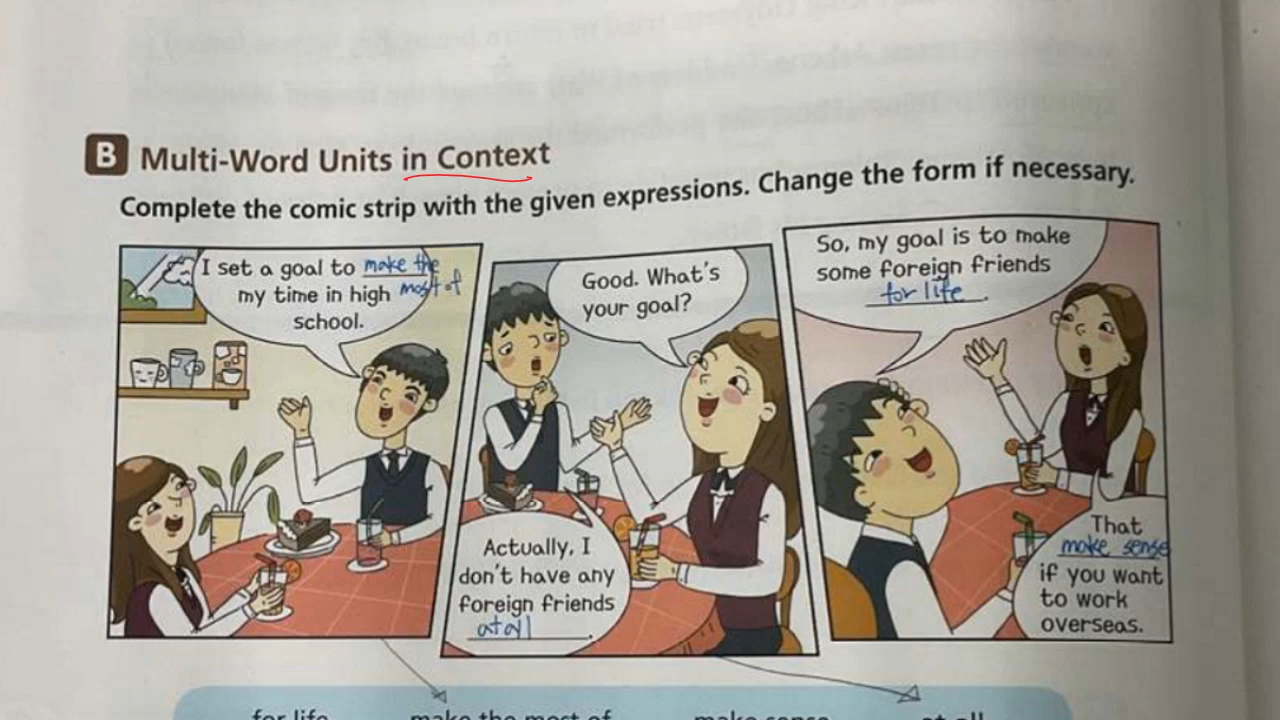 B Multi-Word Units in Context
Complete the comic strip with the given expressions. Change the form if necessary.
I set a goal to make the
my time in high most of
school.
Good. What's
your goal?
Actually, I
don't have any
foreign friends
at all.
So, my goal is to make
some foreign friends
for life.
That
make sense
if you want
to work
overseas.
for life make the most of make sense at all